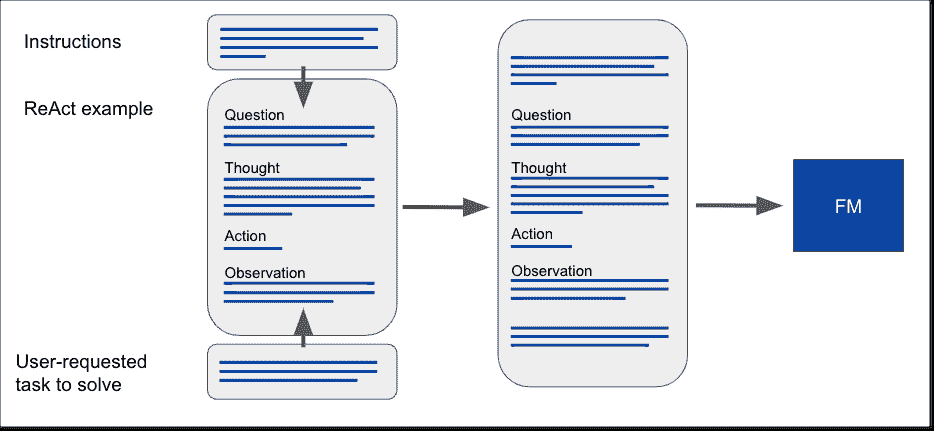 Instructions
ReAct example
Question
Thought
Action
Observation
User-requested
task to solve
Question
Thought
Action
Observation
FM